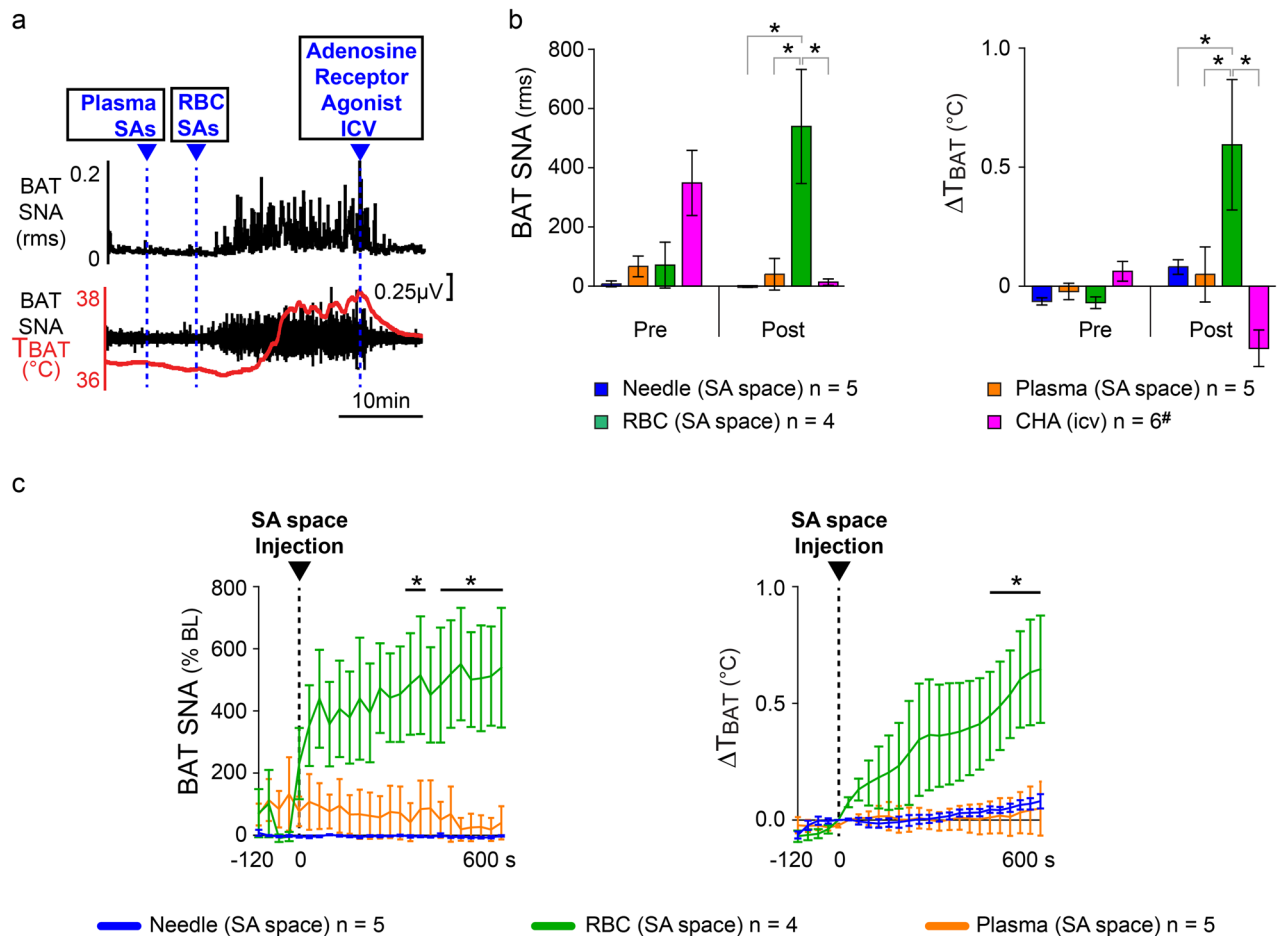 a
Plasma
SAs
RBC
SAs
Adenosine
Receptor
Agonist
ICV
BAT
SNA
(rms)
0.2
0
BAT
SNA
TBAT
(°C)
38
36
0.25µV
10min
b
BAT SNA (rms)
800
600
400
200
0
Pre
Post
* * *
ΔTBAT (°C)
1.0
0.5
0
Pre
Post
* * *
Needle (SA space) n = 5
RBC (SA space) n = 4
Plasma (SA space) n = 5
CHA (icv) n = 6#
c
SA space
Injection
BAT SNA (% BL)
800
600
400
200
0
-120 0 600 s
* *
SA space
Injection
ΔTBAT (°C)
1.0
0.5
0.0
-120 0 600 s
*
Needle (SA space) n = 5
RBC (SA space) n = 4
Plasma (SA space) n = 5